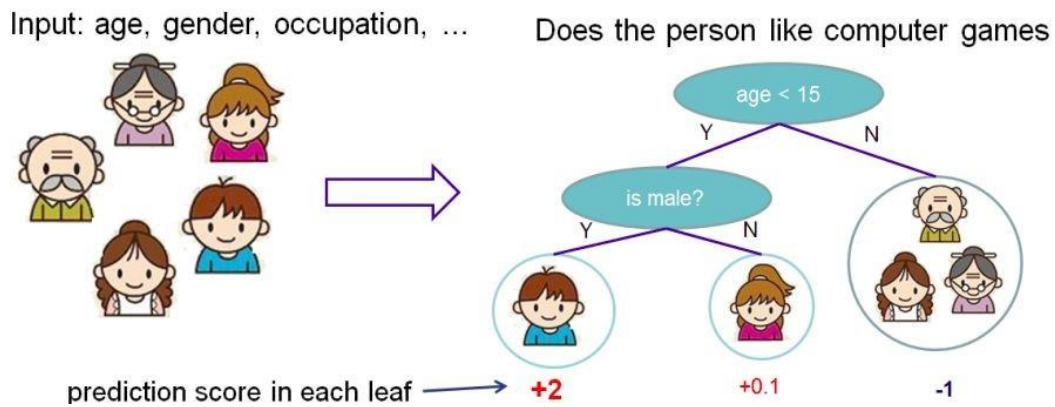 Input: age, gender, occupation, ...
Does the person like computer games
age < 15
Y
N
is male?
Y
N
prediction score in each leaf
+2
+0.1
-1